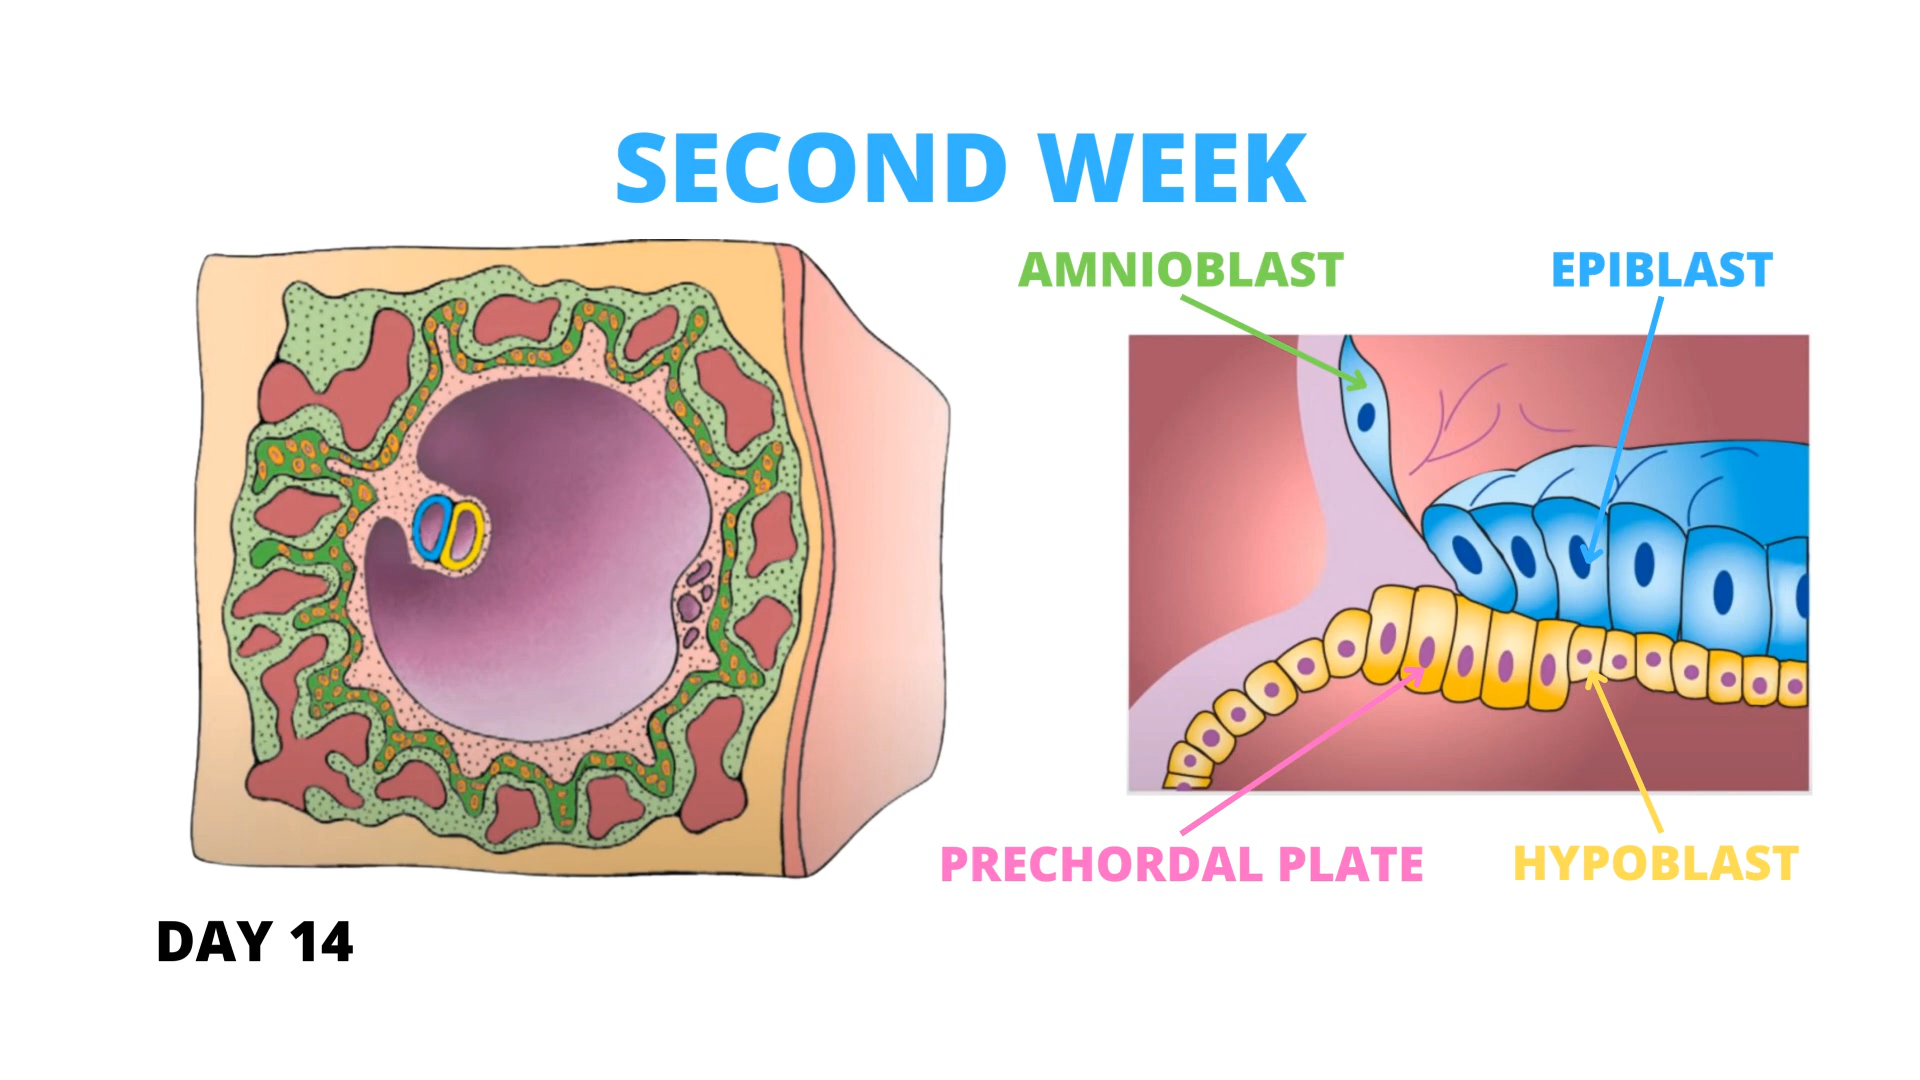 SECOND WEEK
AMNIOBLAST
EPIBLAST
PRECHORDAL PLATE
HYPOBLAST
DAY 14